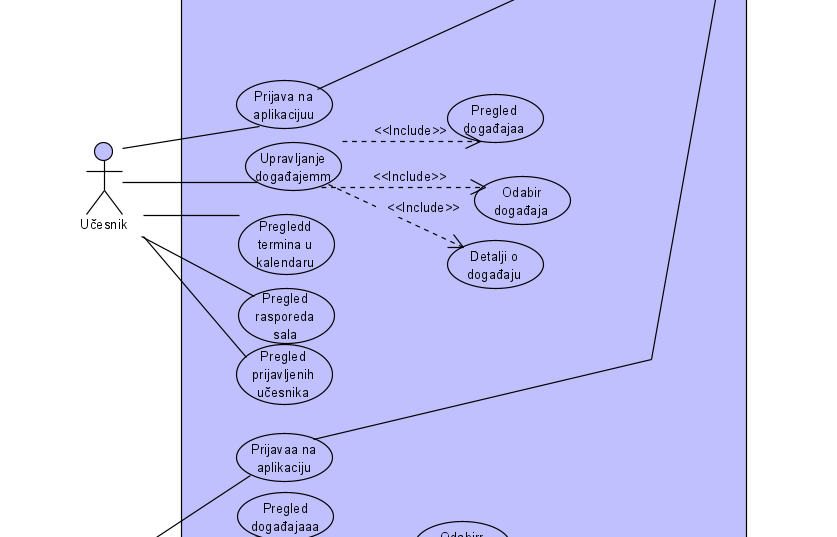 Prijava na
aplikacijuu
<<Include>>
Pregled
događajaa
Upravljanje
događajemm
<<Include>>
Odabir
događaja
<<Include>>
Učesnik
Pregledd
termina u
kalendaru
Detalji o
događaju
Pregled
rasporeda
sala
Pregled
prijavljenih
učesnika
Prijavaa na
aplikaciju
Pregled
događajaaa
Odabirr